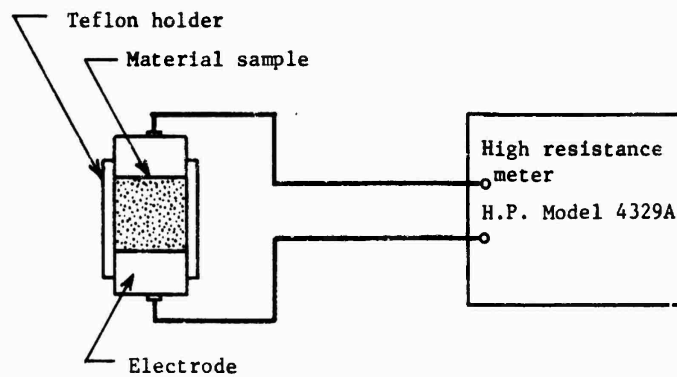 Teflon holder
Material sample
High resistance
meter
H.P. Model 4329A
Electrode